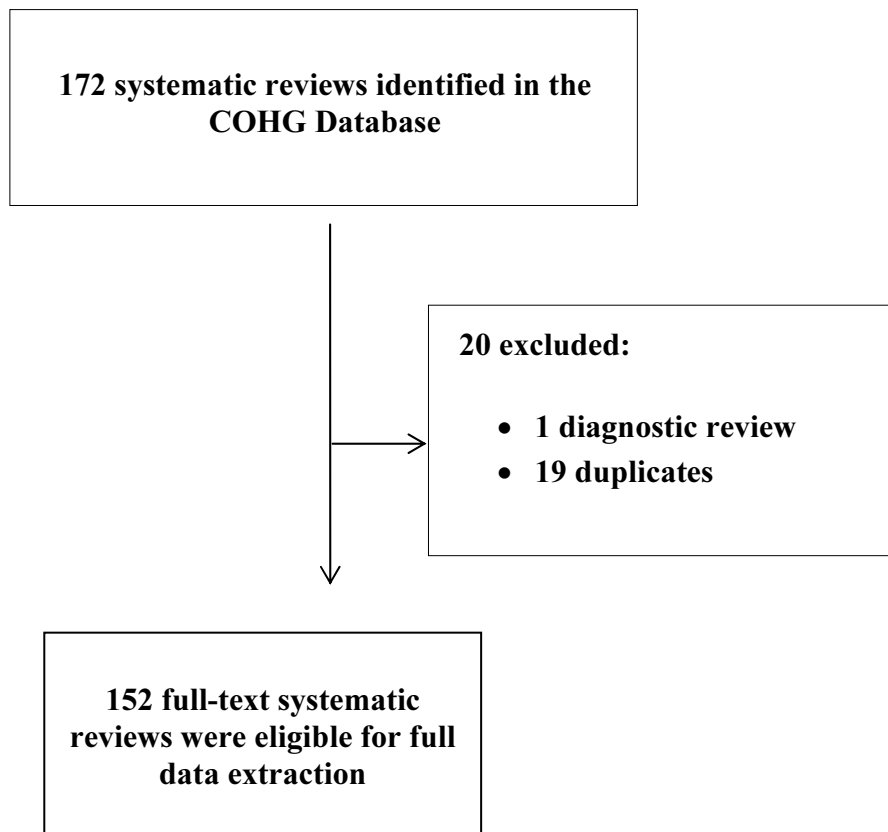 172 systematic reviews identified in the
COHG Database
20 excluded:
• 1 diagnostic review
• 19 duplicates
152 full-text systematic
reviews were eligible for full
data extraction